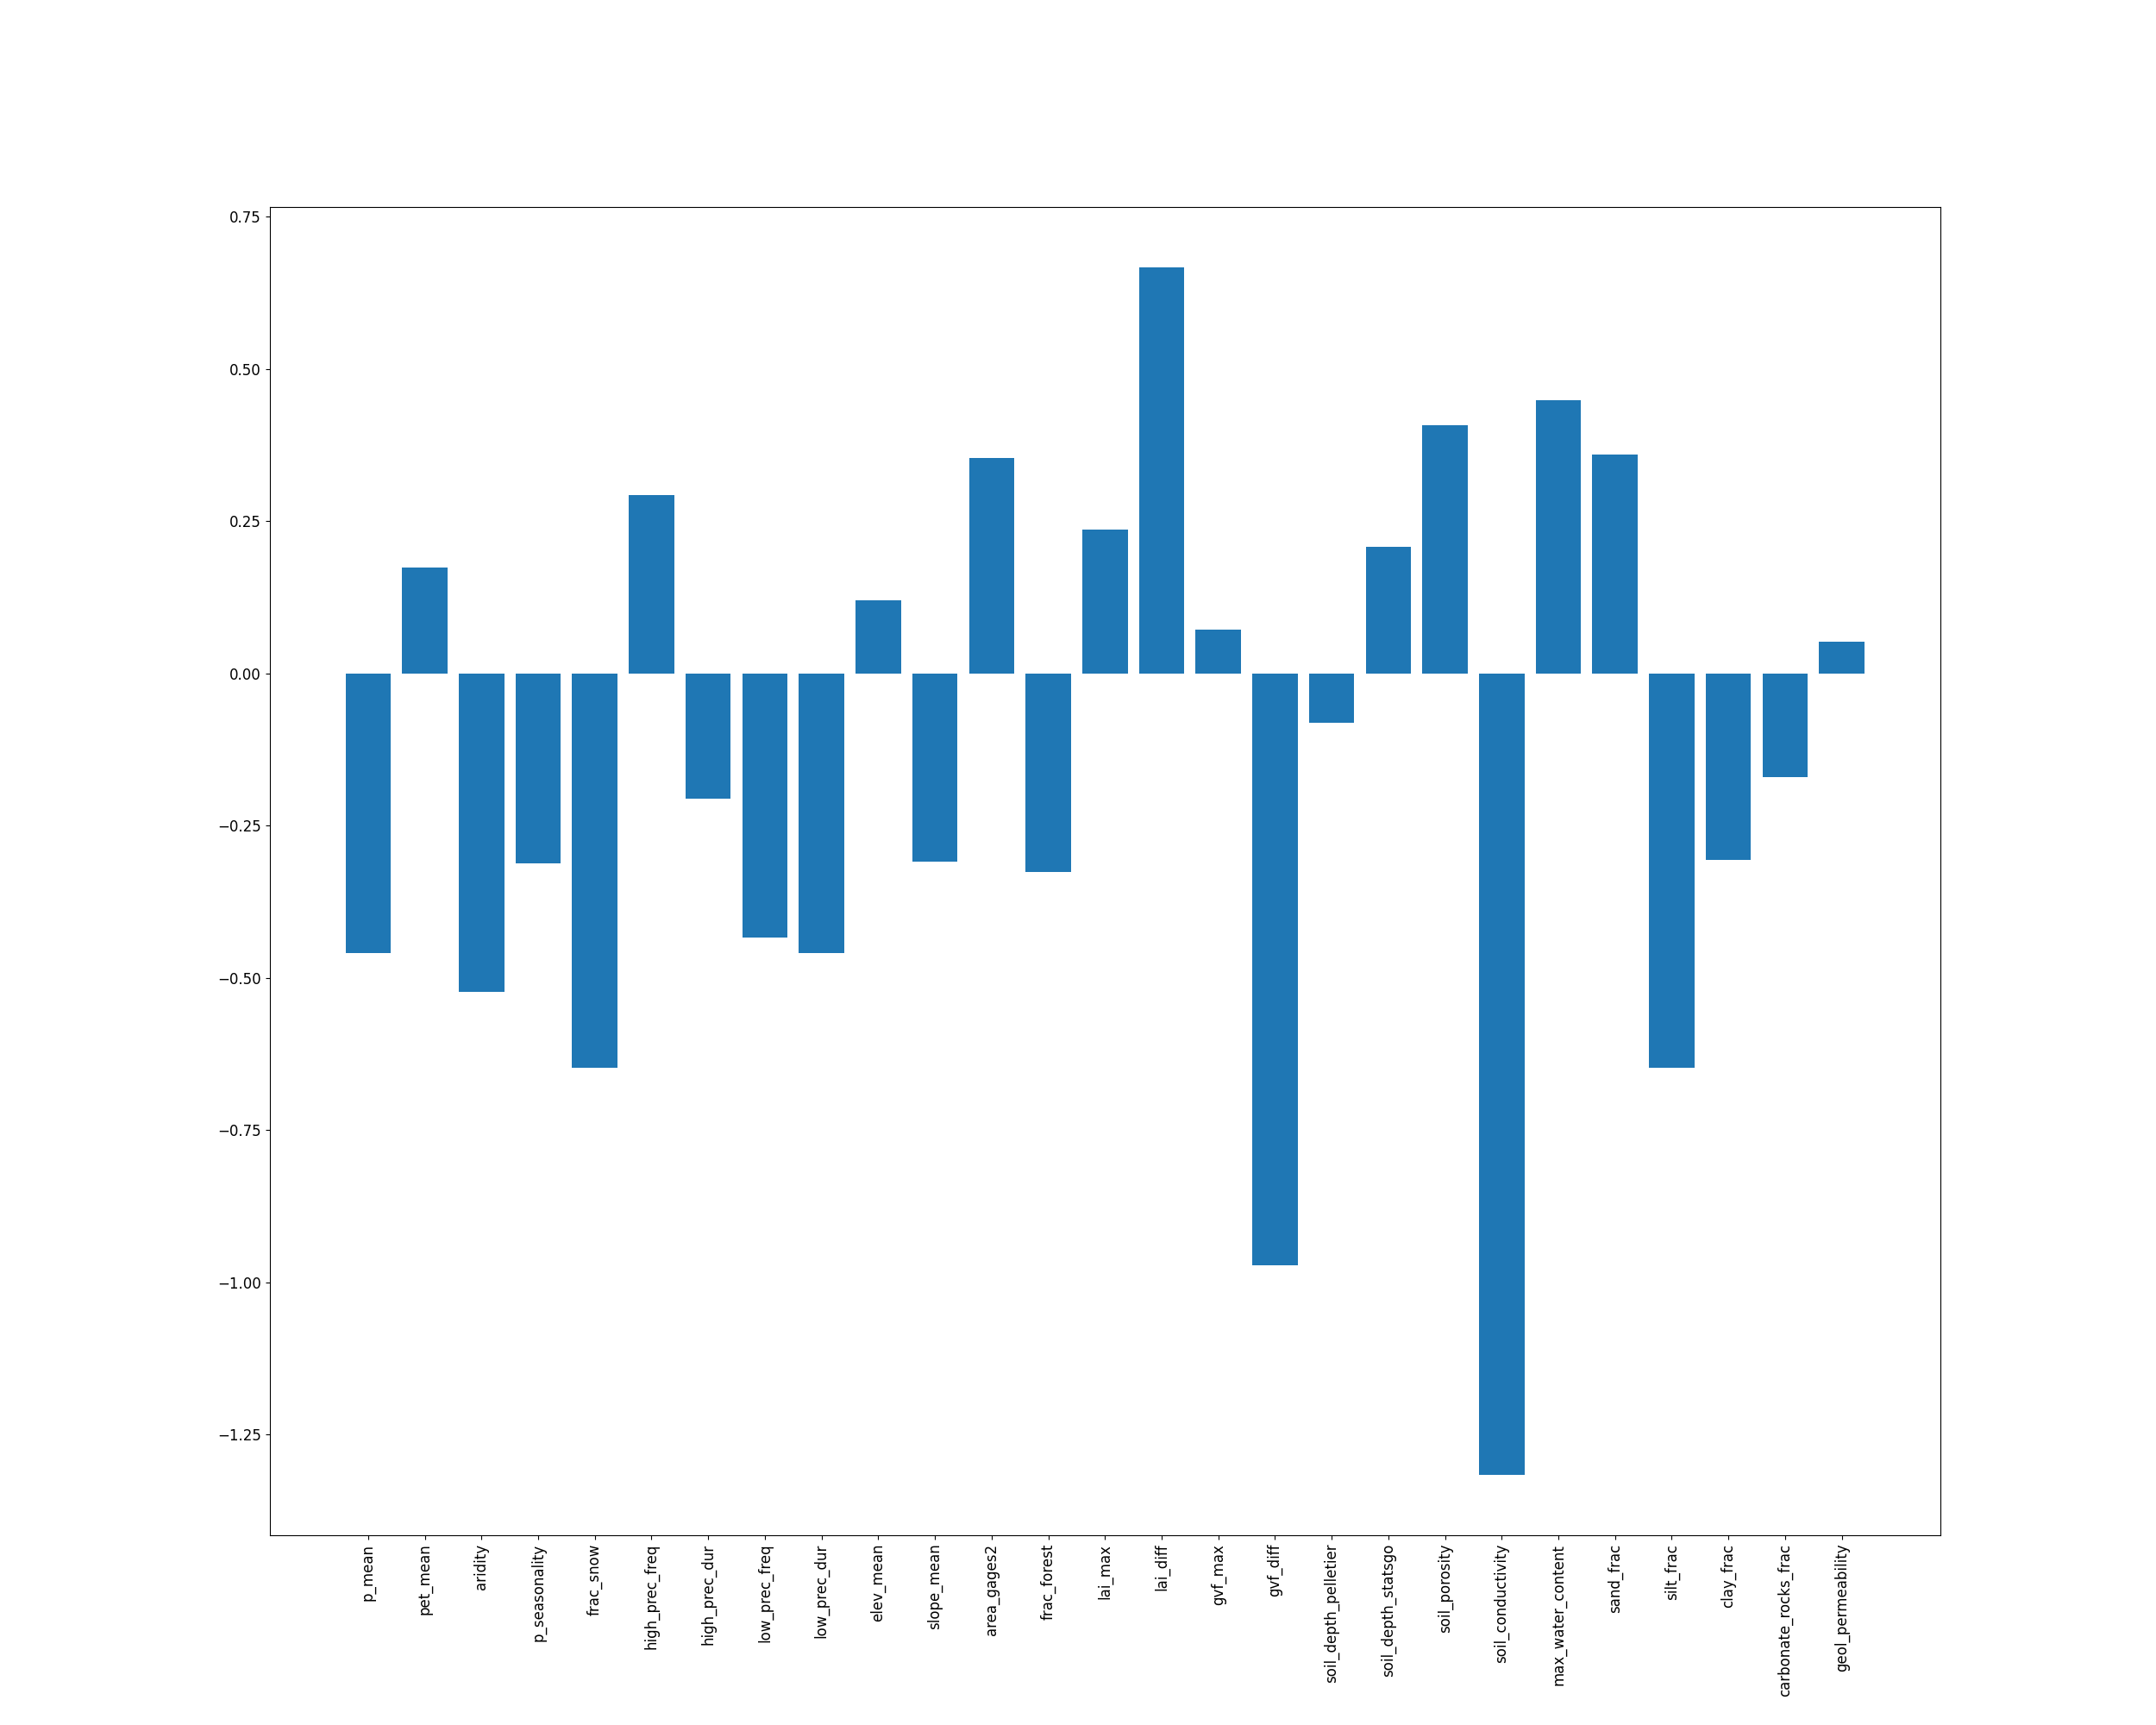 0.75
0.50
0.25
0.00
−0.25
−0.50
−0.75
−1.00
−1.25
p_mean
pet_mean
aridity
p_seasonality
frac_snow
high_prec_freq
high_prec_dur
low_prec_freq
low_prec_dur
elev_mean
slope_mean
area_gages2
frac_forest
lai_max
lai_diff
gvf_max
gvf_diff
soil_depth_pelletier
soil_depth_statsgo
soil_porosity
soil_conductivity
max_water_content
sand_frac
silt_frac
clay_frac
carbonate_rocks_frac
geol_permeability